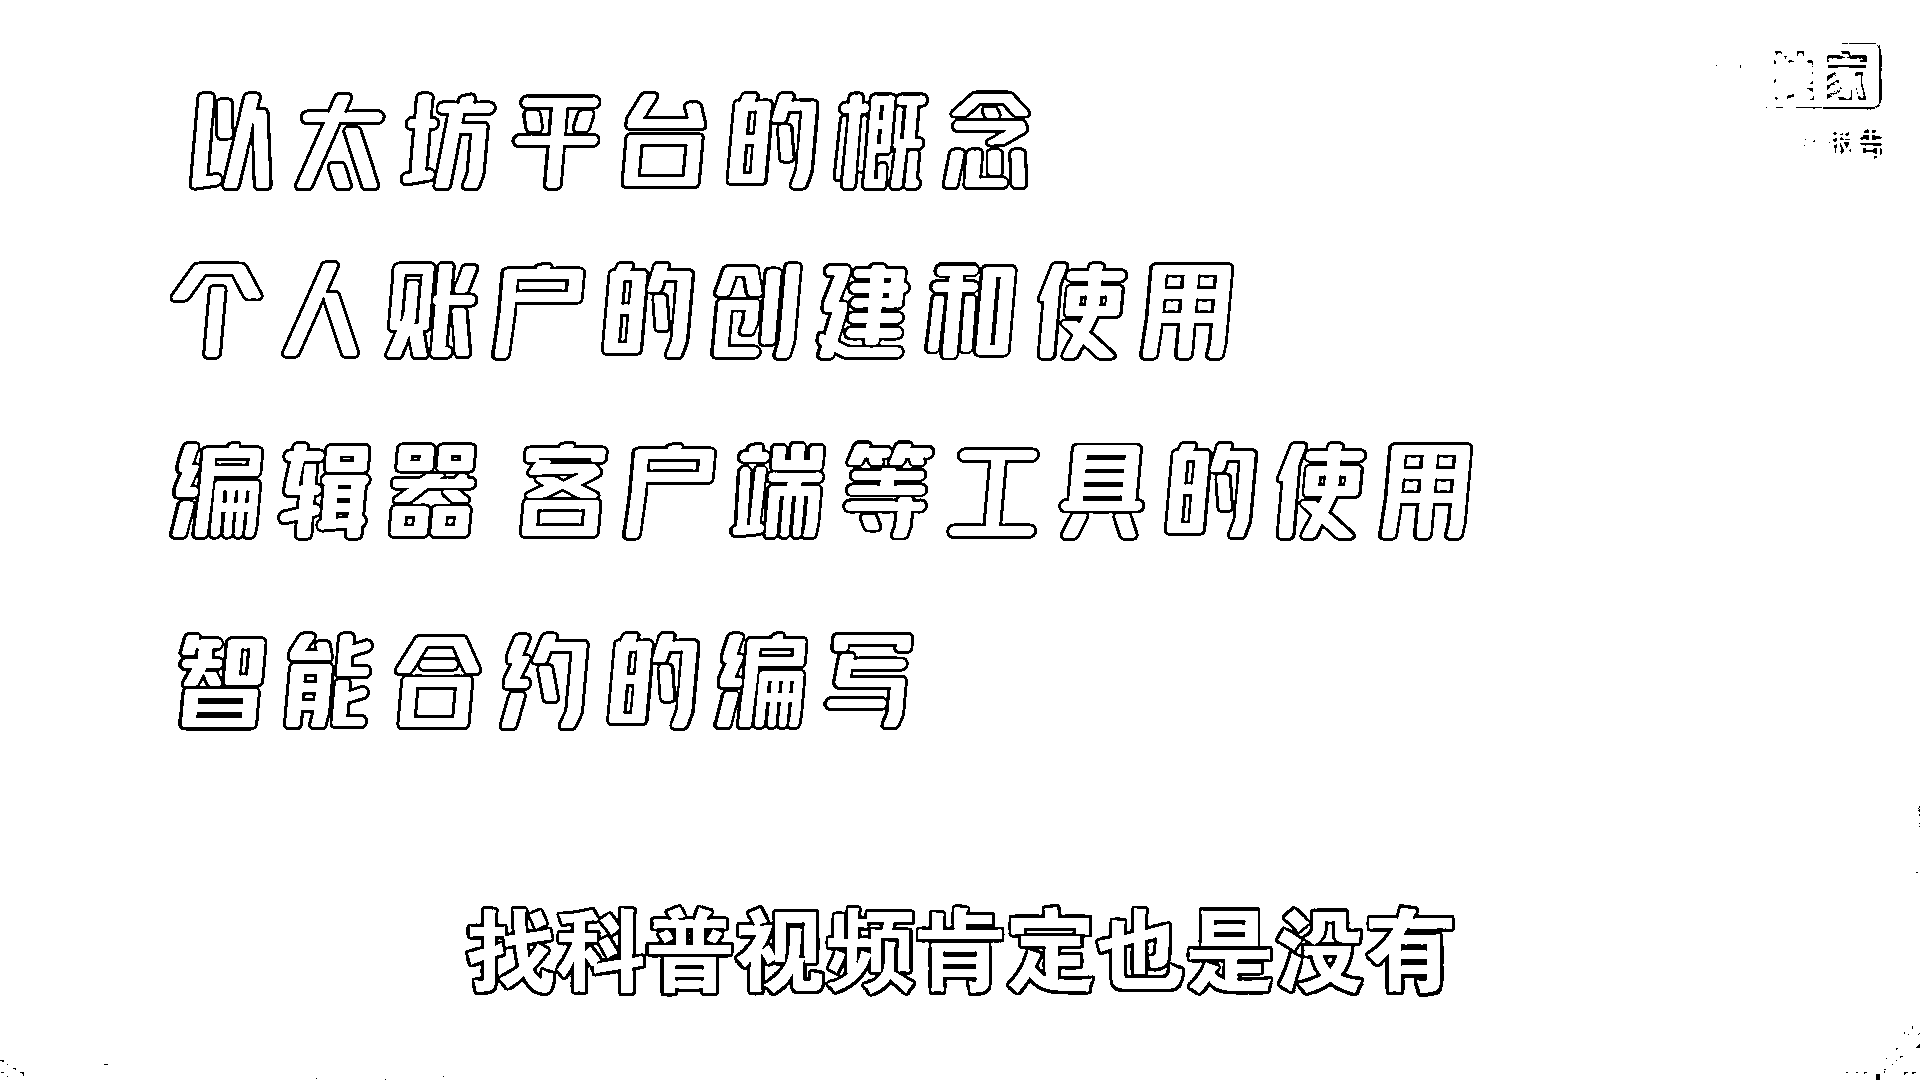 独家
报告
以太坊平台的概念
个人账户的创建和使用
编辑器 客户端等工具的使用
智能合约的编写
找科普视频肯定也是没有